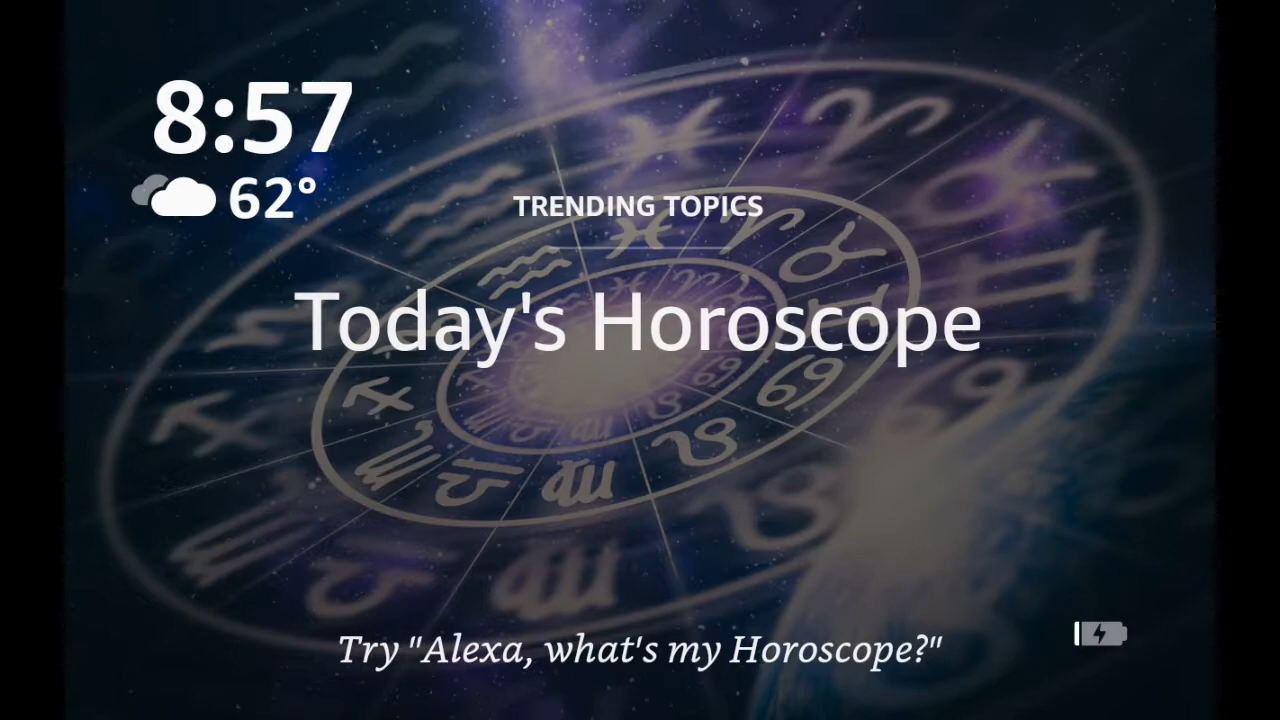 8:57
62°
TRENDING TOPICS
Today's Horoscope
Try "Alexa, what's my Horoscope?"